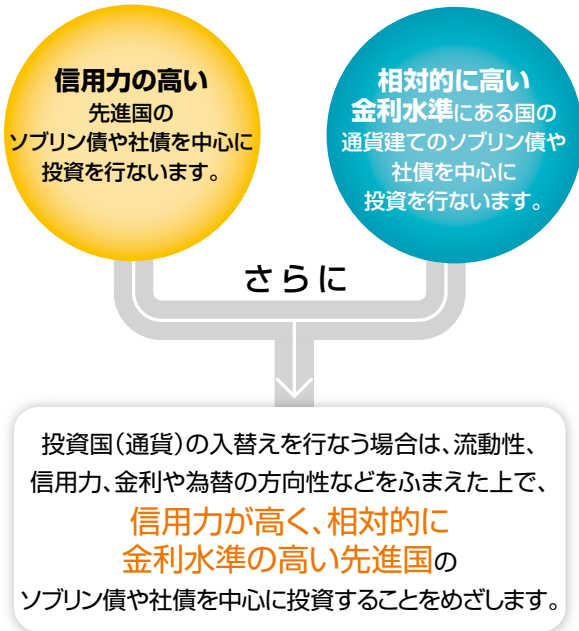 信用力の高い
先進国の
ソブリン債や社債を中心に
投資を行ないます。
相対的に高い
金利水準にある国の
通貨建てのソブリン債や
社債を中心に
投資を行ないます。
さらに
投資国(通貨)の入替えを行なう場合は、流動性、
信用力、金利や為替の方向性などをふまえた上で、
信用力が高く、相対的に
金利水準の高い先進国の
ソブリン債や社債を中心に投資することをめざします。